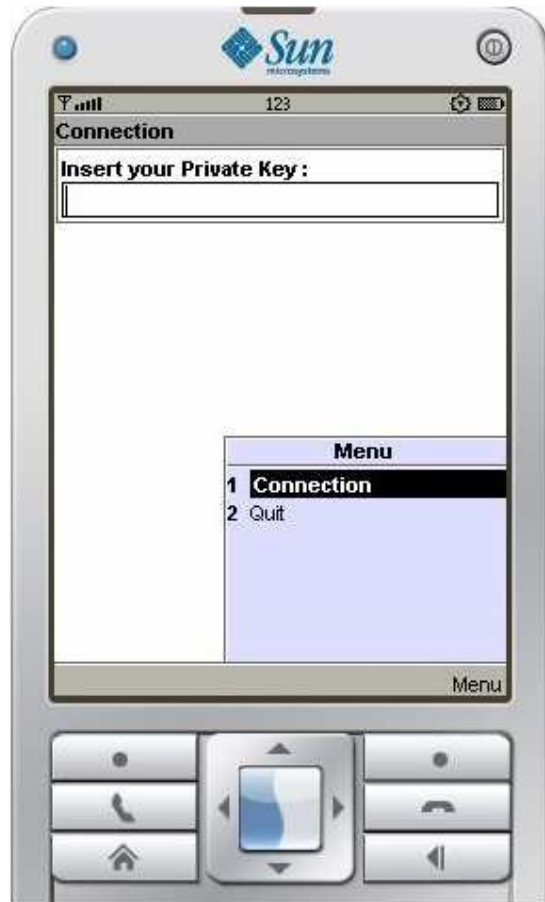 Sun
microsystems
123
Connection
Insert your Private Key :
Menu
1 Connection
2 Quit
Menu